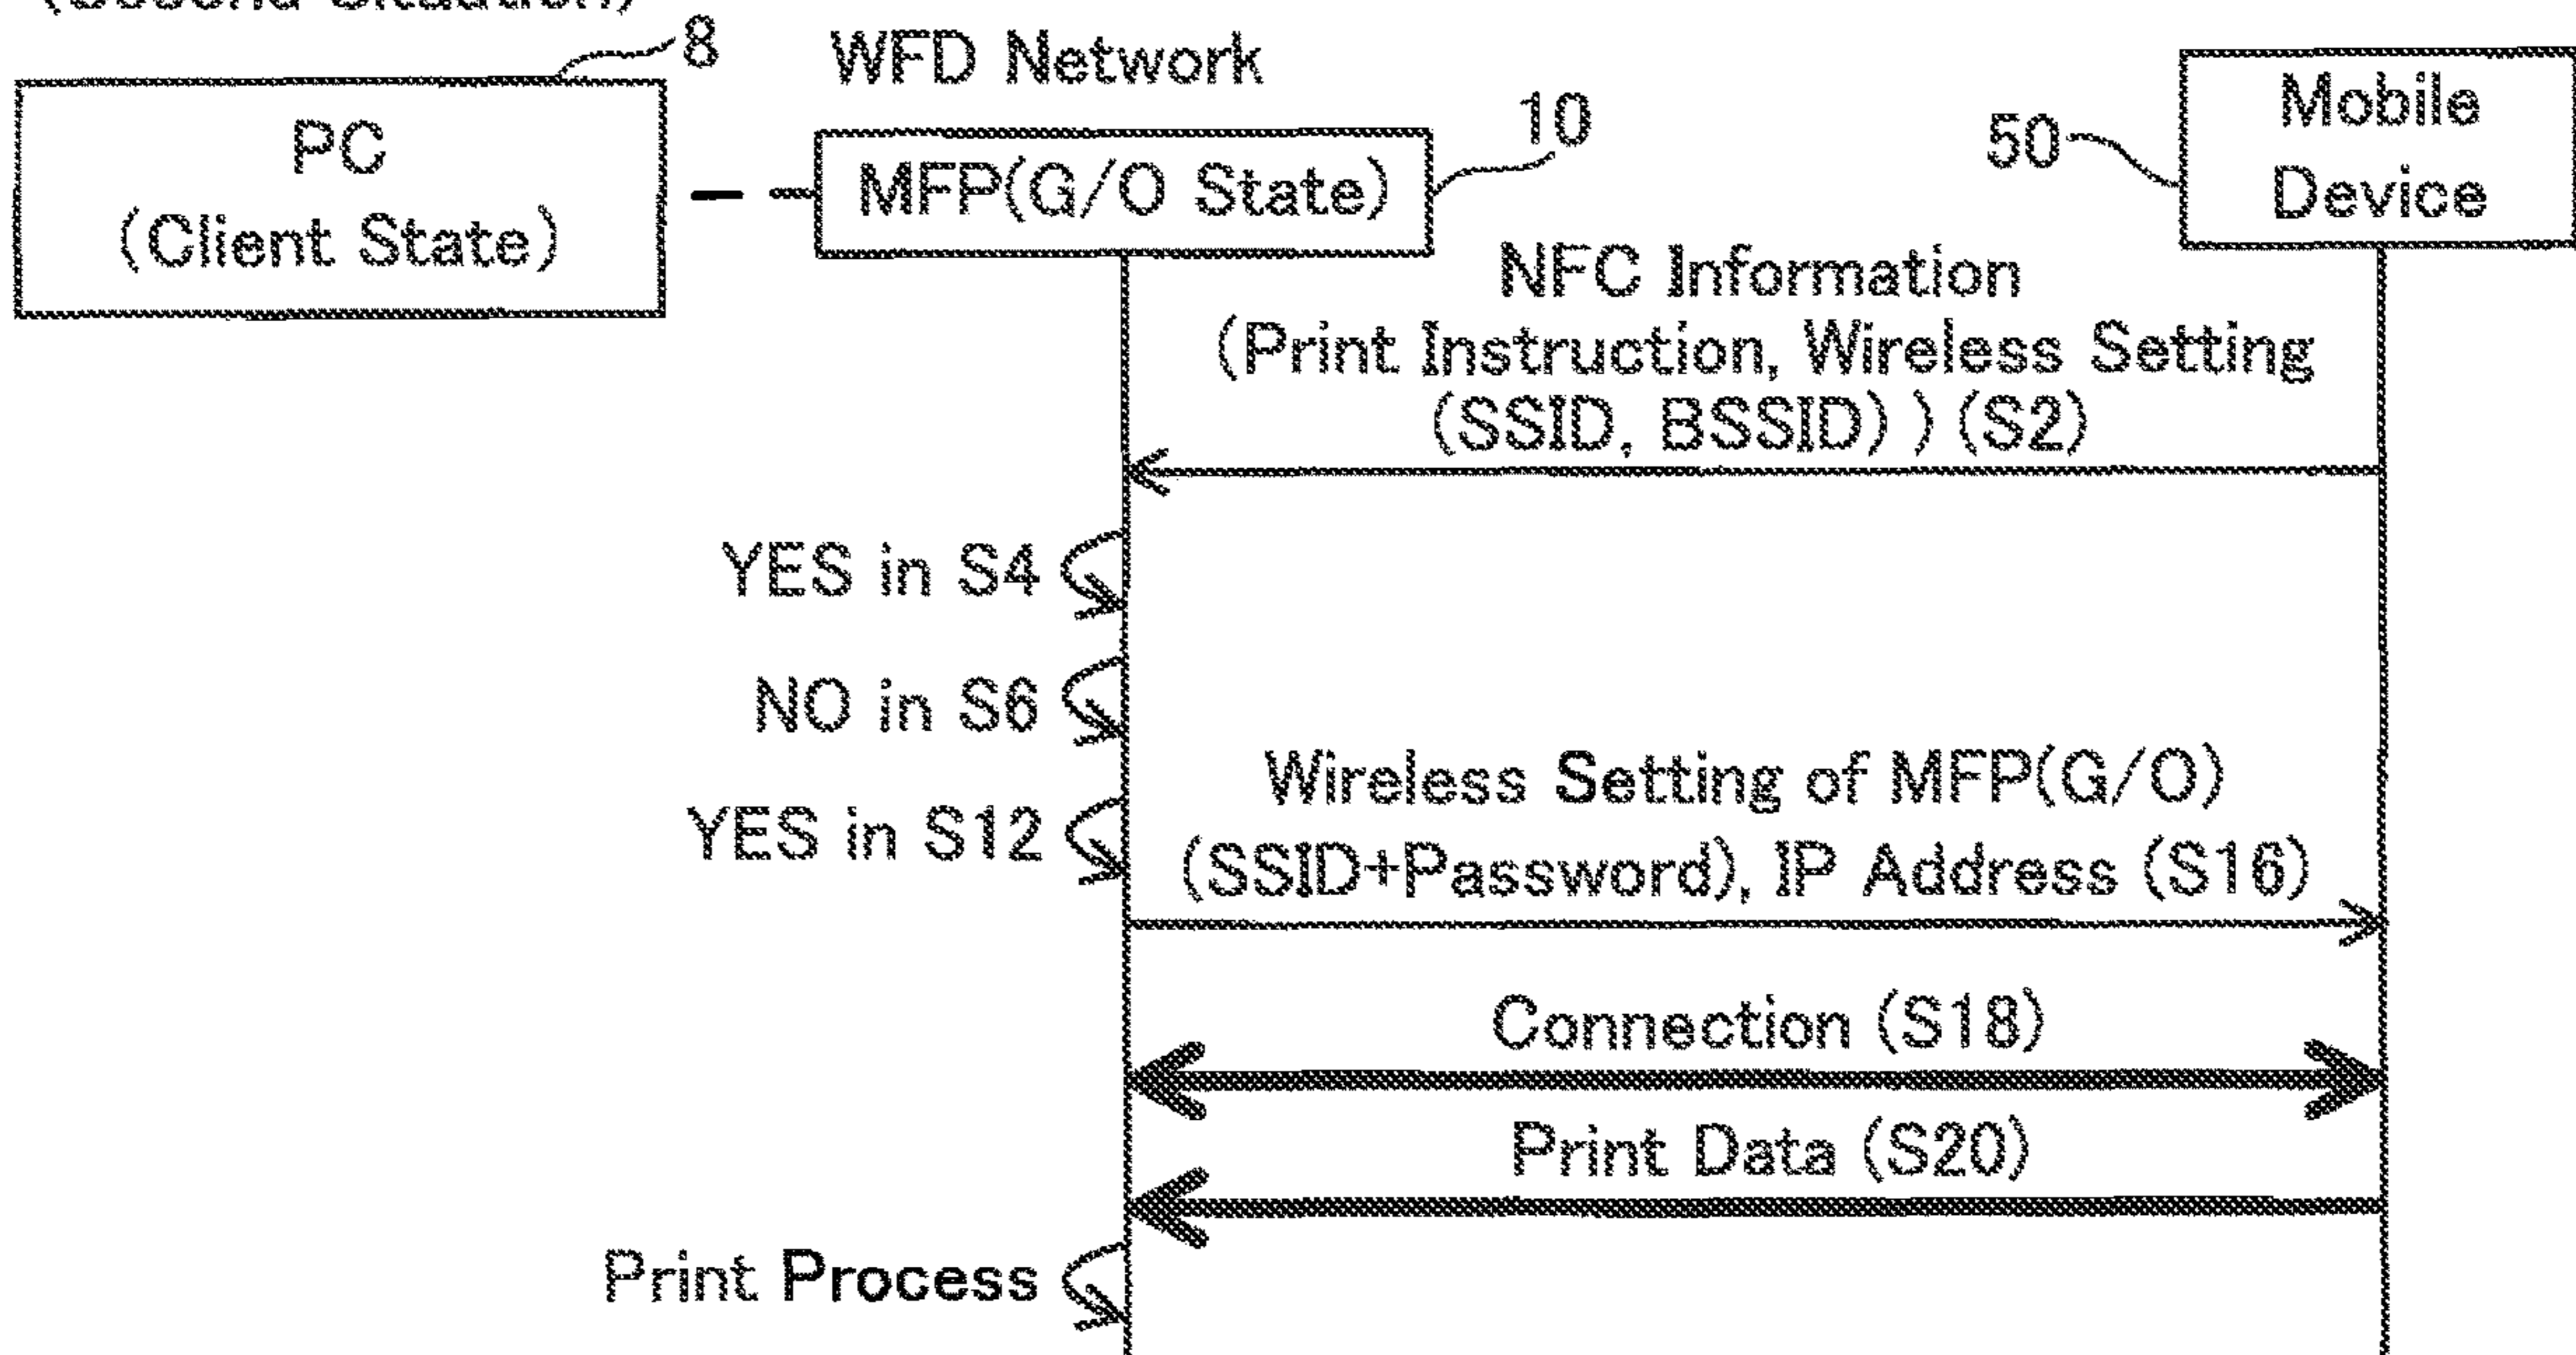 8
WFD Network
PC
(Client State)
MFP(G/O State)
10
50
Mobile
Device
NFC Information
(Print Instruction, Wireless Setting
(SSID, BSSID) ) (S2)
YES in S4
NO in S6
YES in S12
Wireless Setting of MFP(G/O)
(SSID+Password), IP Address (S16)
Connection (S18)
Print Data (S20)
Print Process